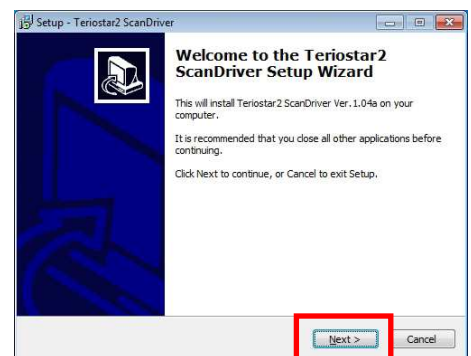 Setup - Teriostar2 ScanDriver
Welcome to the Teriostar2
ScanDriver Setup Wizard
This will install Teriostar2 ScanDriver Ver.1.04a on your
computer.
It is recommended that you close all other applications before
continuing.
Click Next to continue, or Cancel to exit Setup.
Next >
Cancel